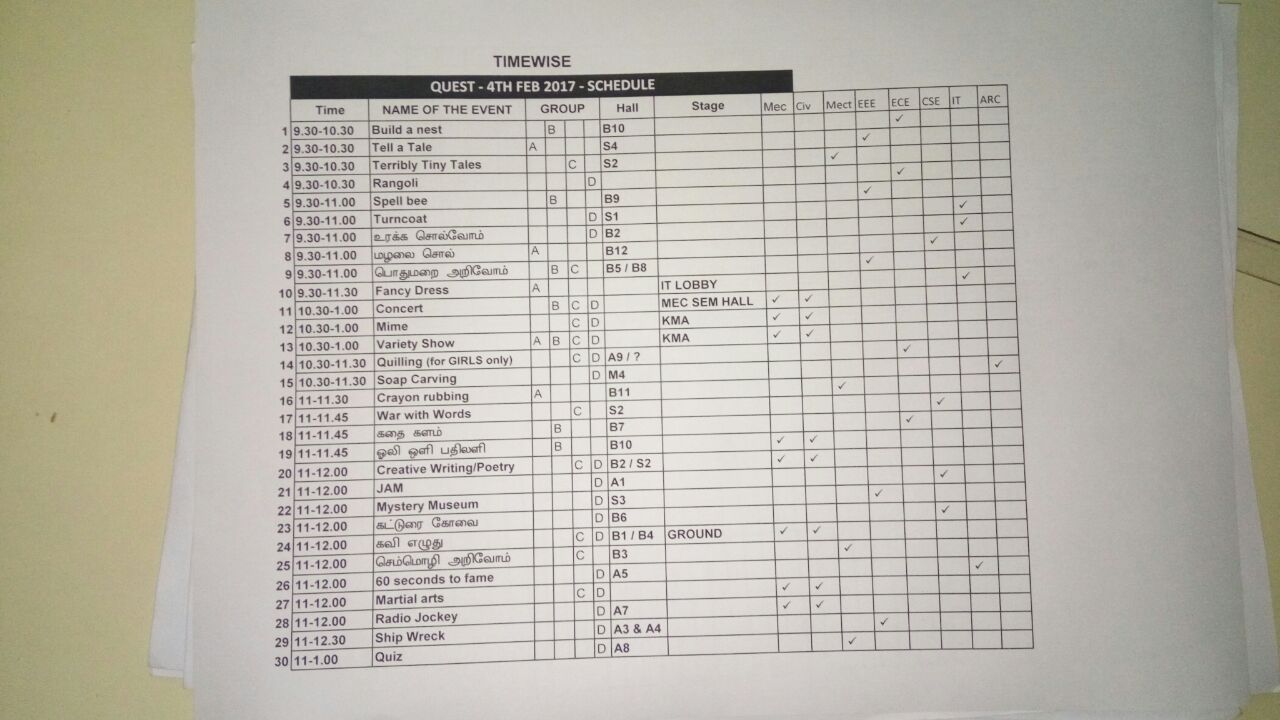 TIMEWISE
QUEST - 4TH FEB 2017 - SCHEDULE
Time NAME OF THE EVENT GROUP Hall Stage Mec Civ Mect EEE ECE CSE IT ARC
1 9.30-10.30 Build a nest B B10 ✓
2 9.30-10.30 Tell a Tale A S4 ✓
3 9.30-10.30 Terribly Tiny Tales C S2 ✓
4 9.30-10.30 Rangoli D ✓
5 9.30-11.00 Spell bee B B9 ✓
6 9.30-11.00 Turncoat D S1 ✓
7 9.30-11.00 உரக்க சொல்வோம் D B2 ✓
8 9.30-11.00 மழலை சொல் A B12 ✓
9 9.30-11.00 பொதுமறை அறிவோம் B C B5 / B8 ✓
10 9.30-11.30 Fancy Dress A IT LOBBY ✓
11 10.30-1.00 Concert B C D MEC SEM HALL ✓ ✓
12 10.30-1.00 Mime C D KMA ✓ ✓
13 10.30-1.00 Variety Show A B C D KMA ✓ ✓
14 10.30-11.30 Quilling (for GIRLS only) C D A9 / ? ✓
15 10.30-11.30 Soap Carving D M4 ✓
16 11-11.30 Crayon rubbing A B11 ✓
17 11-11.45 War with Words C S2 ✓
18 11-11.45 கதை களம் B B7 ✓
19 11-11.45 ஒலி ஒளி பதிலளி B B10 ✓ ✓
20 11-12.00 Creative Writing/Poetry C D B2 / S2 ✓ ✓
21 11-12.00 JAM D A1 ✓
22 11-12.00 Mystery Museum D S3 ✓
23 11-12.00 கட்டுரை கோவை D B6 ✓
24 11-12.00 கவி எழுது C D B1 / B4 GROUND ✓ ✓
25 11-12.00 செம்மொழி அறிவோம் C B3 ✓
26 11-12.00 60 seconds to fame D A5 ✓
27 11-12.00 Martial arts C D ✓ ✓
28 11-12.00 Radio Jockey D A7 ✓ ✓
29 11-12.30 Ship Wreck D A3 & A4 ✓
30 11-1.00 Quiz D A8 ✓